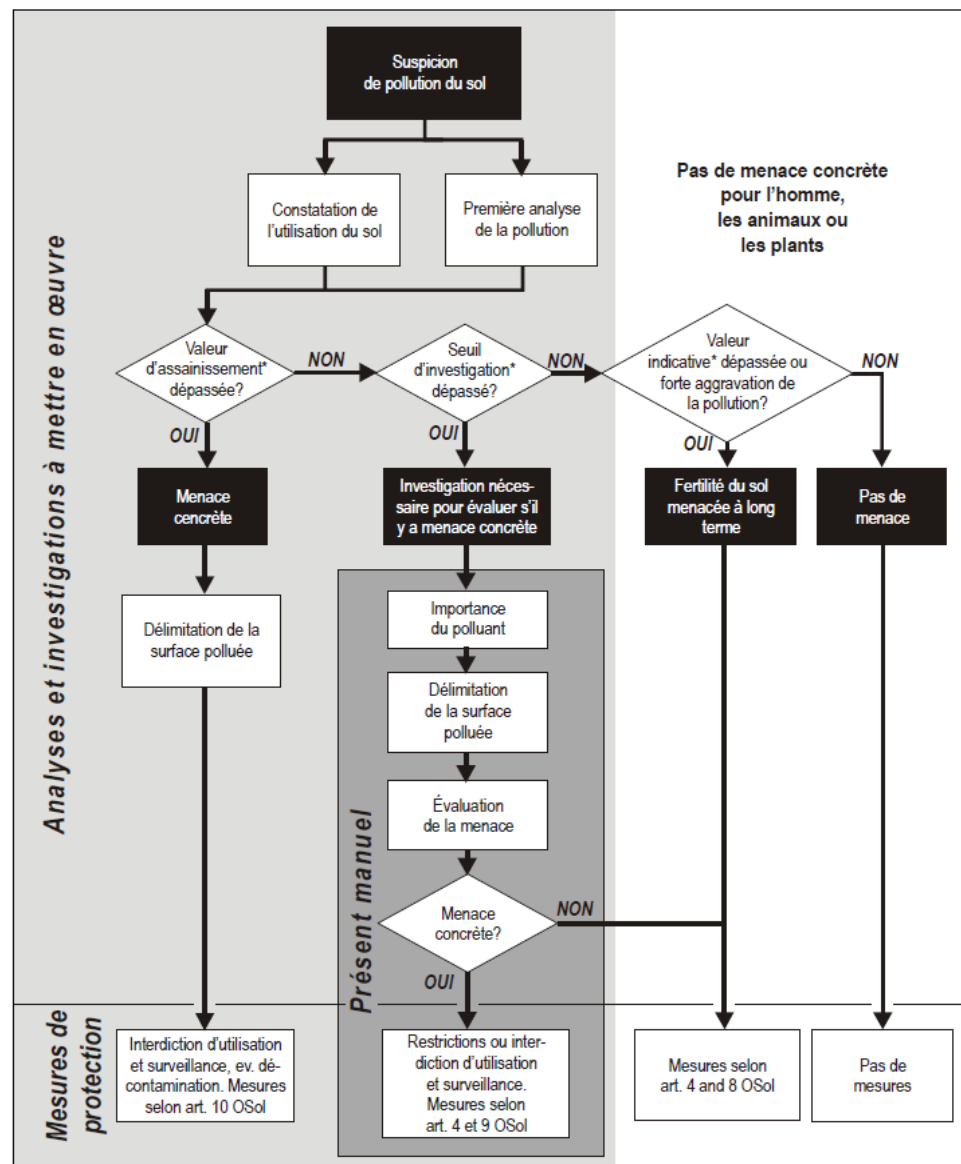 Suspicion
de pollution du sol
Constatation de
l'utilisation du sol
Première analyse
de la pollution
Pas de menace concrète
pour l'homme,
les animaux ou
les plants
Analyses et investigations à mettre en œuvre
Valeur
d'assainissement*
dépassée?
NON
Seuil
d'investigation*
dépassé?
NON
Valeur
indicative* dépassée ou
forte aggravation de
la pollution?
NON
OUI
OUI
OUI
Menace
cencrète
Investigation néces-
saire pour évaluer s'il
y a menace concrète
Fertilité du sol
menacée à long
terme
Pas de
menace
Délimitation de la
surface polluée
Importance
du polluant
Délimitation
de la surface
polluée
Évaluation
de la menace
Présent manuel
Menace
concrète?
NON
OUI
Mesures de
protection
Interdiction d'utilisation
et surveillance, ev. dé-
contamination. Mesures
selon art. 10 OSol
Restrictions ou inter-
diction d'utilisation
et surveillance.
Mesures selon
art. 4 et 9 OSol
Mesures selon
art. 4 and 8 OSol
Pas de
mesures